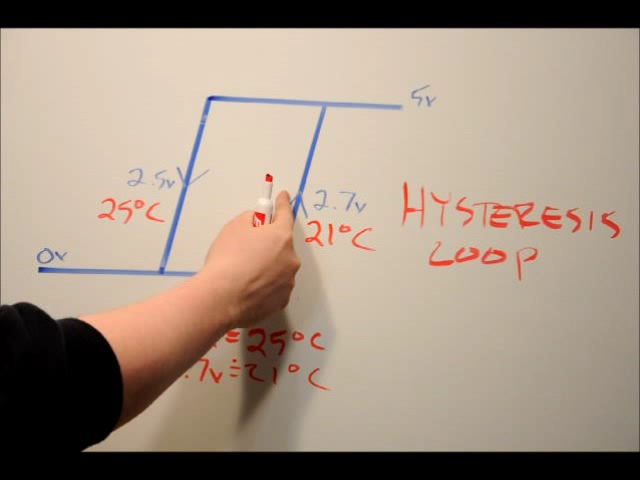 5v
2.5v
25°C
2.7v
21°C
HYSTERESIS
LOOP
0v
=25°C
.7v=21°C